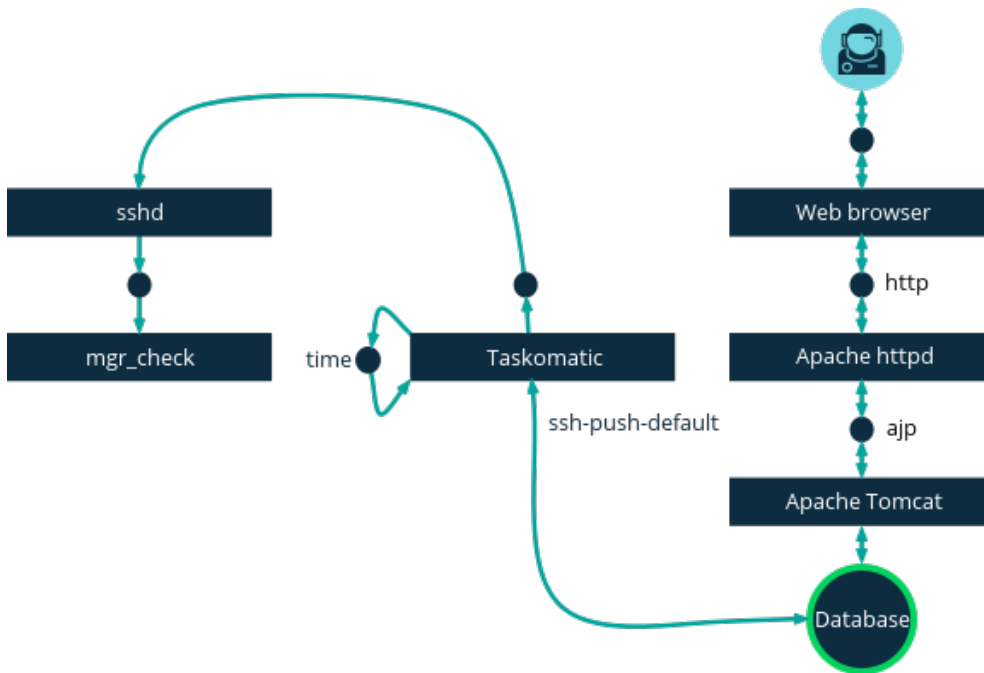 sshd
Web browser
http
mgr_check
time
Taskomatic
Apache httpd
ssh-push-default
ajp
Apache Tomcat
Database